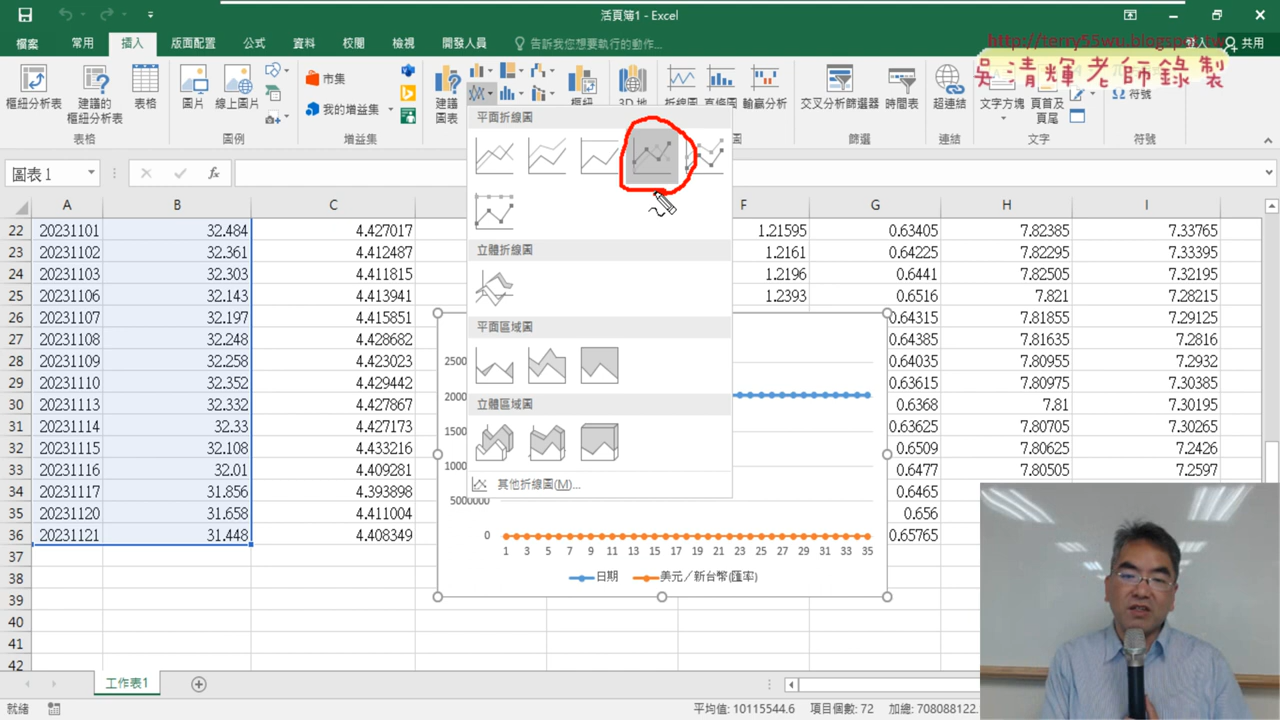 活頁簿1 - Excel
http://terry55wu.blogspot.tw
檔案 常用 插入 版面配置 公式 資料 校閱 檢視 開發人員 告訴我您想要執行的動作... 登入 共用
吳清輝老師錄製
樞紐分析表 建議的 樞紐分析表 表格 圖片 線上圖片 市集 我的增益集 建議 圖表 樞紐 3D 地 折線圖 直條圖 輸贏分析 交叉分析篩選器 時間表 超連結 文字方塊 頁首及 頁尾 符號
表格 圖例 增益集 圖 篩選 連結 文字 符號
圖表 1 fx
A B C F G H I
22 20231101 32.484 4.427017 1.21595 0.63405 7.82385 7.33765
23 20231102 32.361 4.412487 1.2161 0.64225 7.82295 7.33395
24 20231103 32.303 4.411815 1.2196 0.6441 7.82505 7.32195
25 20231106 32.143 4.413941 1.2393 0.6516 7.821 7.28215
26 20231107 32.197 4.415851 0.64315 7.81855 7.29125
27 20231108 32.248 4.428682 0.64385 7.81635 7.2816
28 20231109 32.258 4.423023 0.64035 7.80955 7.2932
29 20231110 32.352 4.429442 0.63615 7.80975 7.30385
30 20231113 32.332 4.427867 0.6368 7.81 7.30195
31 20231114 32.33 4.427173 0.63625 7.80705 7.30265
32 20231115 32.108 4.433216 0.6509 7.80625 7.2426
33 20231116 32.01 4.409281 0.6477 7.80505 7.2597
34 20231117 31.856 4.393898 0.6465
35 20231120 31.658 4.411004 0.656
36 20231121 31.448 4.408349 0.65765
37
38
39
40
41
42
平面折線圖
立體折線圖
平面區域圖
立體區域圖
其他折線圖(M)...
2500
2000
1500
1000
5000000
0
1 3 5 7 9 11 13 15 17 19 21 23 25 27 29 31 33 35
日期 美元／新台幣(匯率)
工作表1
就緒 平均值: 10115544.6 項目個數: 72 加總: 708088122.